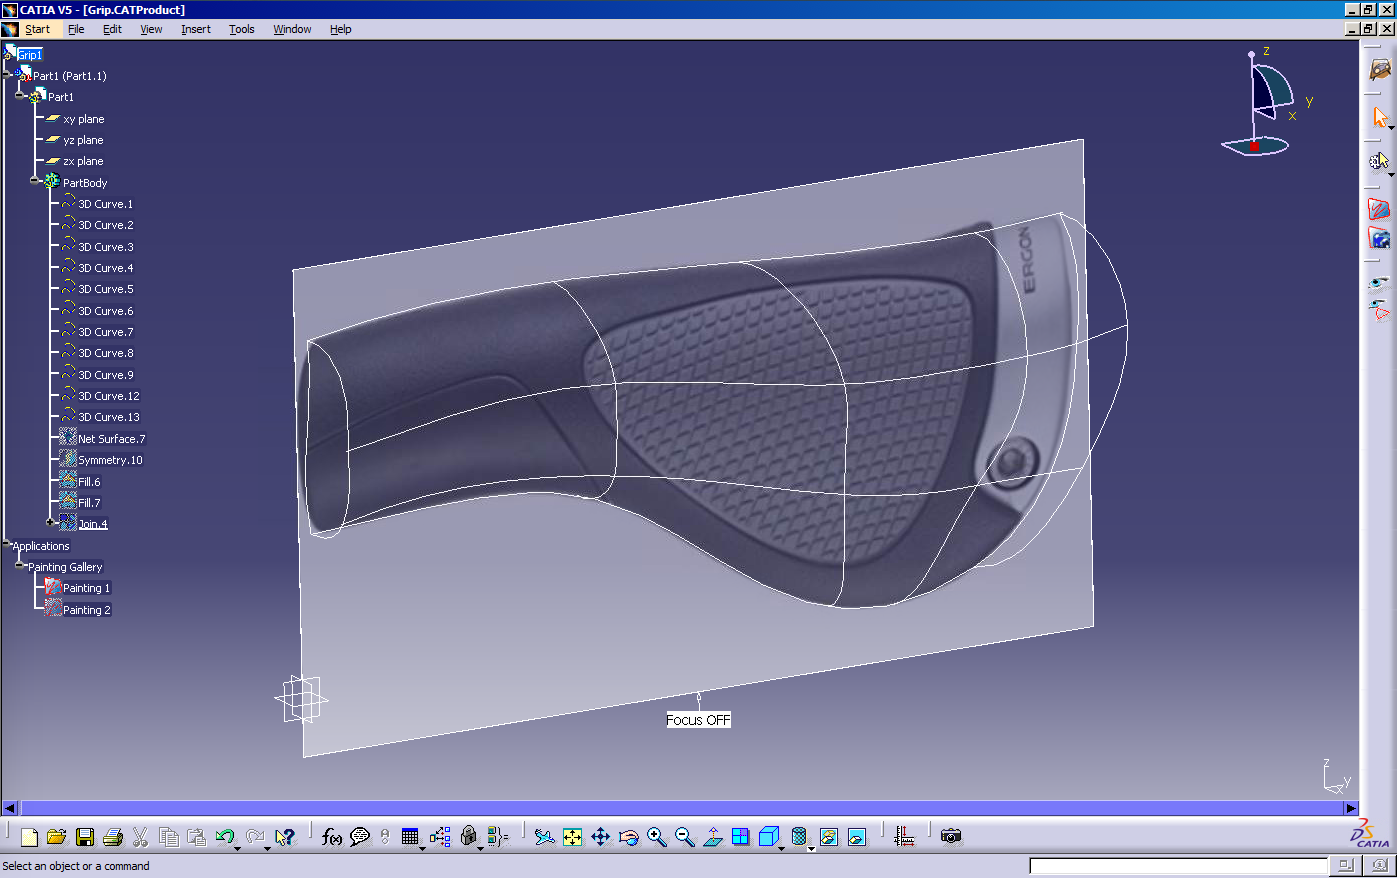 CATIA V5 - [Grip.CATProduct]
Start File Edit View Insert Tools Window Help
Grip1
Part1 (Part1.1)
Part1
xy plane
yz plane
zx plane
PartBody
3D Curve.1
3D Curve.2
3D Curve.3
3D Curve.4
3D Curve.5
3D Curve.6
3D Curve.7
3D Curve.8
3D Curve.9
3D Curve.12
3D Curve.13
Net Surface.7
Symmetry.10
Fill.6
Fill.7
Join.4
Applications
Painting Gallery
Painting 1
Painting 2
z
y
x
ERGON
Focus OFF
z
y
f(x)
DS
CATIA
Select an object or a command